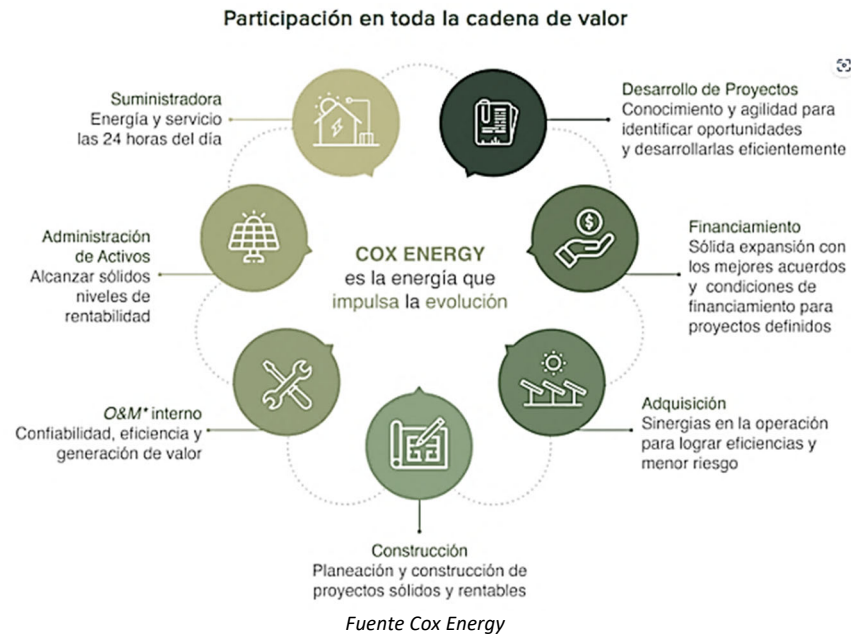 Participación en toda la cadena de valor
Suministradora
Energía y servicio
las 24 horas del día
Desarrollo de Proyectos
Conocimiento y agilidad para
identificar oportunidades
y desarrollarlas eficientemente
Administración
de Activos
Alcanzar sólidos
niveles de
rentabilidad
COX ENERGY
es la energía que
impulsa la evolución
Financiamiento
Sólida expansión con
los mejores acuerdos
y condiciones de
financiamiento para
proyectos definidos
O&M* interno
Confiabilidad, eficiencia y
generación de valor
Adquisición
Sinergias en la operación
para lograr eficiencias y
menor riesgo
Construcción
Planeación y construcción de
proyectos sólidos y rentables
Fuente Cox Energy